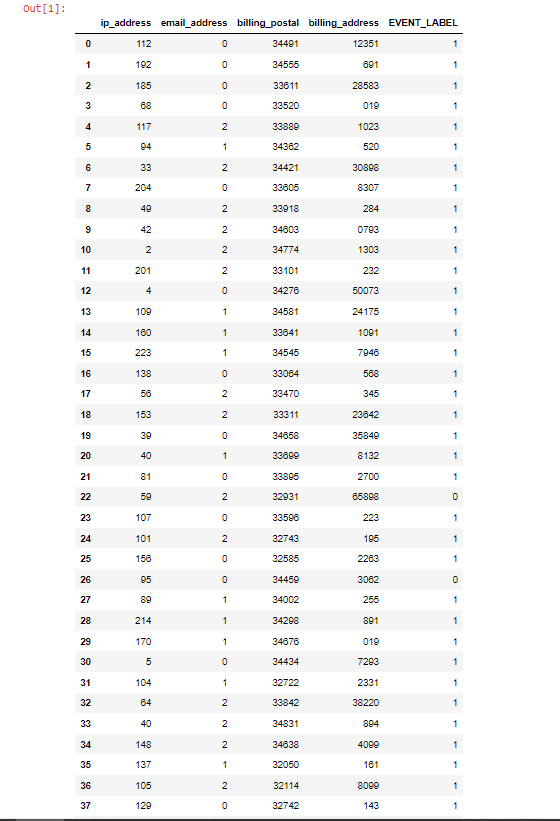 Out[1]:
ip_address email_address billing_postal billing_address EVENT_LABEL
0 112 0 34491 12351 1
1 192 0 34555 691 1
2 185 0 33611 28583 1
3 68 0 33520 019 1
4 117 2 33889 1023 1
5 94 1 34362 520 1
6 33 2 34421 30898 1
7 204 0 33605 8307 1
8 49 2 33918 284 1
9 42 2 34603 0793 1
10 2 2 34774 1303 1
11 201 2 33101 232 1
12 4 0 34276 50073 1
13 109 1 34581 24175 1
14 160 1 33641 1091 1
15 223 1 34545 7946 1
16 138 0 33064 568 1
17 56 2 33470 345 1
18 153 2 33311 23642 1
19 39 0 34658 35849 1
20 40 1 33699 8132 1
21 81 0 33895 2700 1
22 59 2 32931 65898 0
23 107 0 33596 223 1
24 101 2 32743 195 1
25 156 0 32585 2263 1
26 95 0 34459 3062 0
27 89 1 34002 255 1
28 214 1 34298 891 1
29 170 1 34676 019 1
30 5 0 34434 7293 1
31 104 1 32722 2331 1
32 64 2 33842 38220 1
33 40 2 34831 894 1
34 148 2 34638 4099 1
35 137 1 32050 161 1
36 105 2 32114 8099 1
37 129 0 32742 143 1